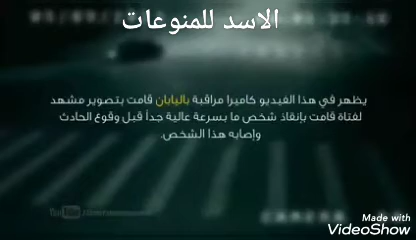 الاسد للمنوعات
يظهر في هذا الفيديو كاميرا مراقبة باليابان قامت بتصوير مشهد
لفتاة قامت بإنقاذ شخص ما بسرعة عالية جداً قبل وقوع الحادث
وإصابه هذا الشخص.
Made with
VideoShow